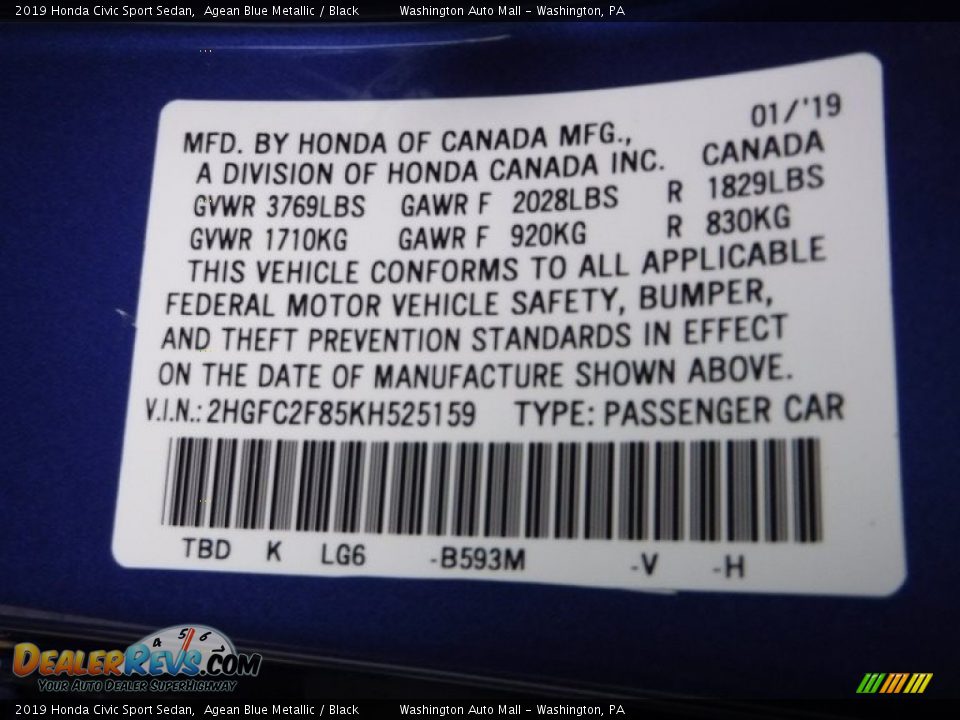 2019 Honda Civic Sport Sedan,  Agean Blue Metallic / Black     Washington Auto Mall - Washington, PA
01/'19
MFD. BY HONDA OF CANADA MFG.,
A DIVISION OF HONDA CANADA INC.   CANADA
GVWR 3769LBS   GAWR F 2028LBS   R 1829LBS
GVWR 1710KG   GAWR F 920KG   R 830KG
THIS VEHICLE CONFORMS TO ALL APPLICABLE
FEDERAL MOTOR VEHICLE SAFETY, BUMPER,
AND THEFT PREVENTION STANDARDS IN EFFECT
ON THE DATE OF MANUFACTURE SHOWN ABOVE.
V.I.N.: 2HGFC2F85KH525159   TYPE: PASSENGER CAR
TBD   K   LG6   -B593M   -V   -H
4 5 6
DEALERREVS.COM
YOUR AUTO DEALER SUPERHIGHWAY
2019 Honda Civic Sport Sedan,  Agean Blue Metallic / Black     Washington Auto Mall - Washington, PA